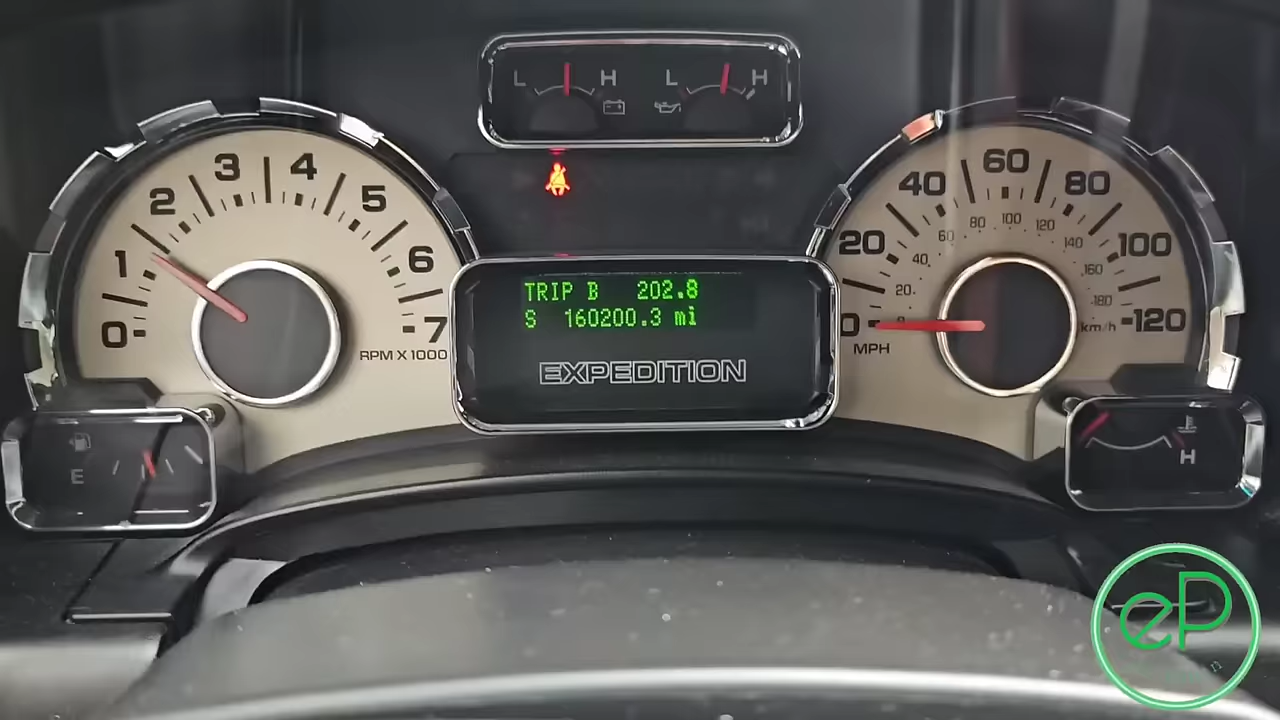 L H L H
0 1 2 3 4 5 6 7
RPM X 1000
TRIP B 202.8
S 160200.3 mi
EXPEDITION
0 20 40 60 80 100 120
20 40 60 80 100 120 140 160 180
km/h
MPH
E
H
eP